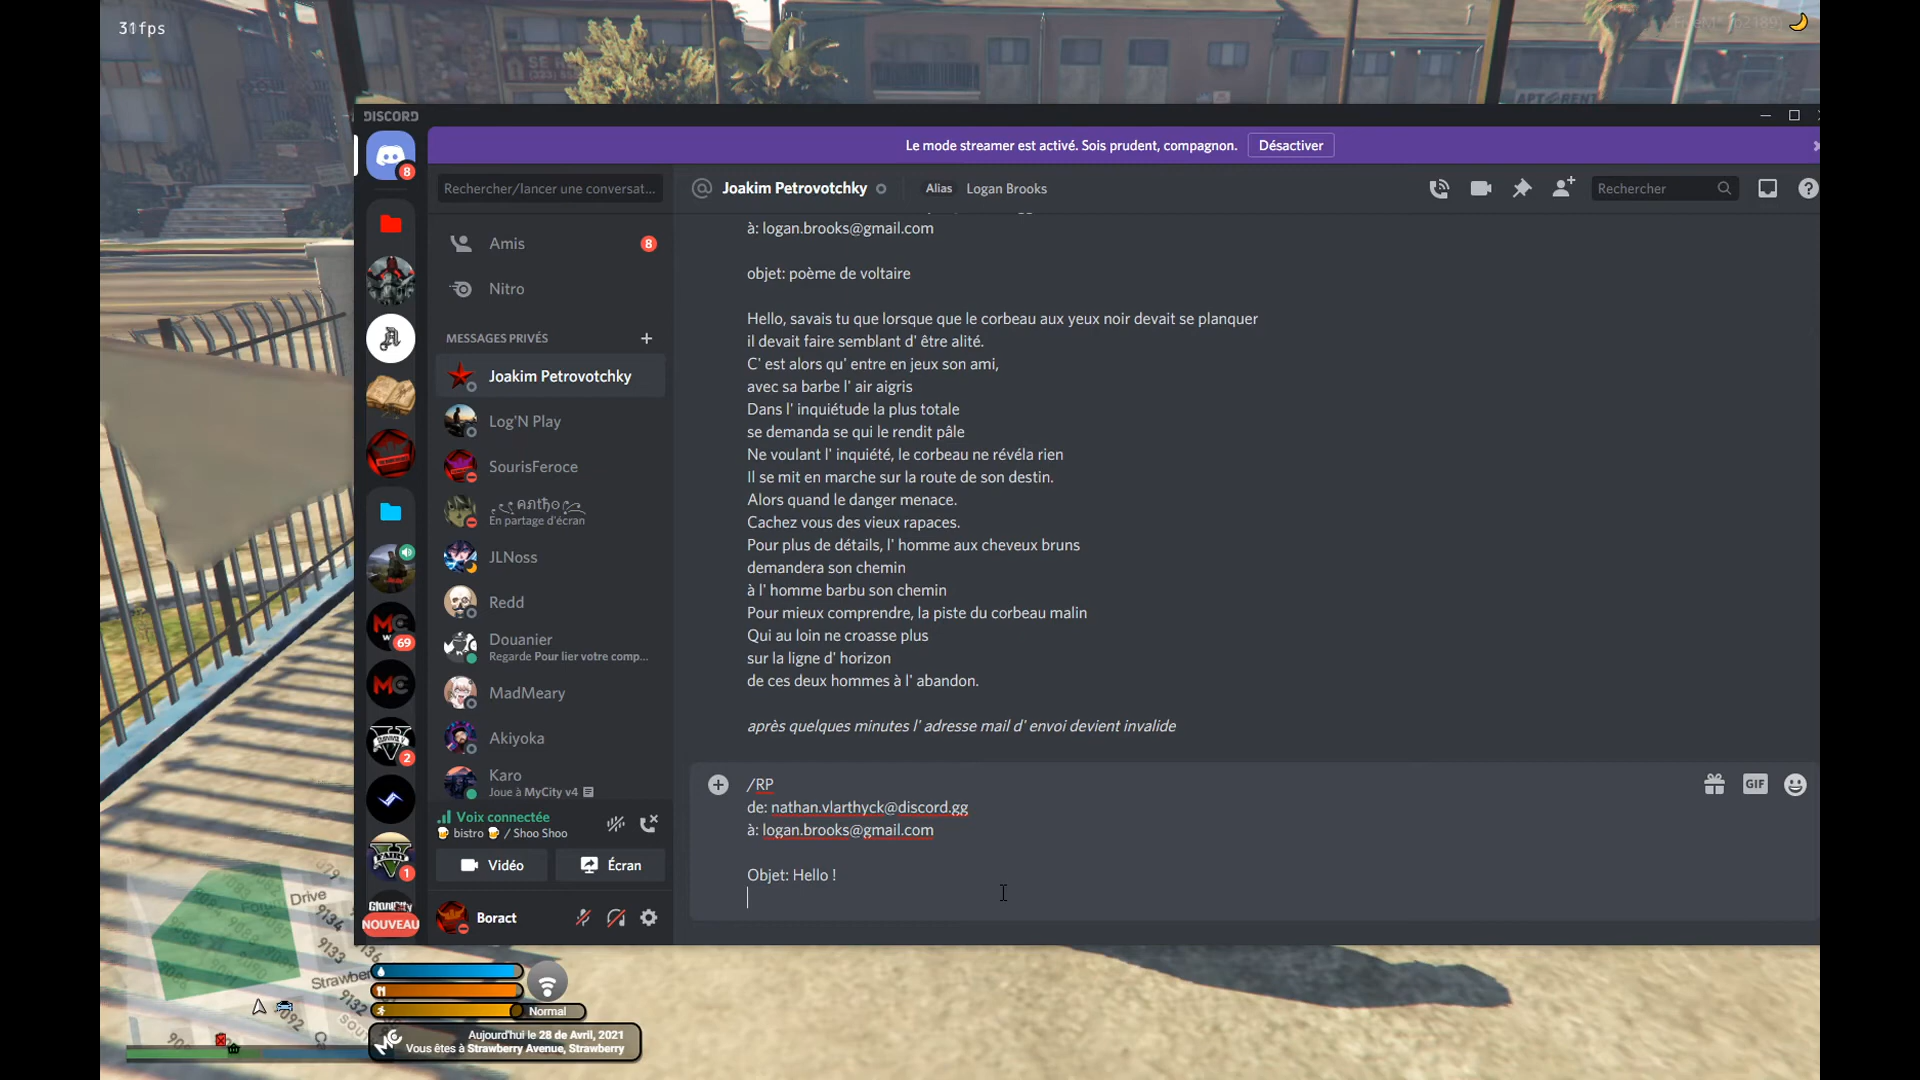 31fps
DISCORD
Le mode streamer est activé. Sois prudent, compagnon.
Désactiver
Rechercher/lancer une conversat...
Joakim Petrovotchky
Alias
Logan Brooks
Rechercher
8
Amis
8
Nitro
MESSAGES PRIVÉS
Joakim Petrovotchky
Log'N Play
SourisFeroce
En partage d'écran
JLNoss
Redd
Douanier
Regarde Pour lier votre comp...
MadMeary
Akiyoka
Karo
Joue à MyCity v4
69
2
1
NOUVEAU
Voix connectée
bistro / Shoo Shoo
Vidéo
Écran
Boract
à: logan.brooks@gmail.com
objet: poème de voltaire
Hello, savais tu que lorsque que le corbeau aux yeux noir devait se planquer
il devait faire semblant d' être alité.
C' est alors qu' entre en jeux son ami,
avec sa barbe l' air aigris
Dans l' inquiétude la plus totale
se demanda se qui le rendit pâle
Ne voulant l' inquiété, le corbeau ne révéla rien
Il se mit en marche sur la route de son destin.
Alors quand le danger menace.
Cachez vous des vieux rapaces.
Pour plus de détails, l' homme aux cheveux bruns
demandera son chemin
à l' homme barbu son chemin
Pour mieux comprendre, la piste du corbeau malin
Qui au loin ne croasse plus
sur la ligne d' horizon
de ces deux hommes à l' abandon.
après quelques minutes l' adresse mail d' envoi devient invalide
/RP
de: nathan.vlarthyck@discord.gg
à: logan.brooks@gmail.com
Objet: Hello !
GIF
Drive
9134
9133
9132
Normal
Aujourd'hui le 28 de Avril, 2021
Vous êtes à Strawberry Avenue, Strawberry